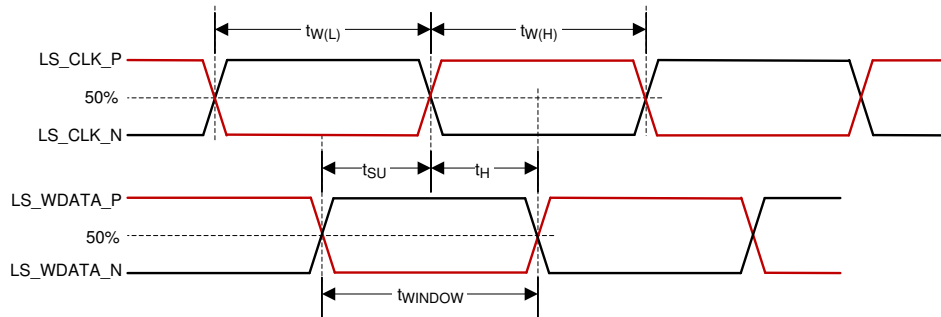 tW(L)
tW(H)
LS_CLK_P
50%
LS_CLK_N
tSU
tH
LS_WDATA_P
50%
LS_WDATA_N
tWINDOW